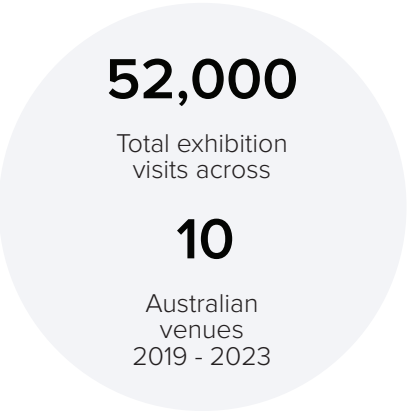 52,000
Total exhibition
visits across
10
Australian
venues
2019 - 2023